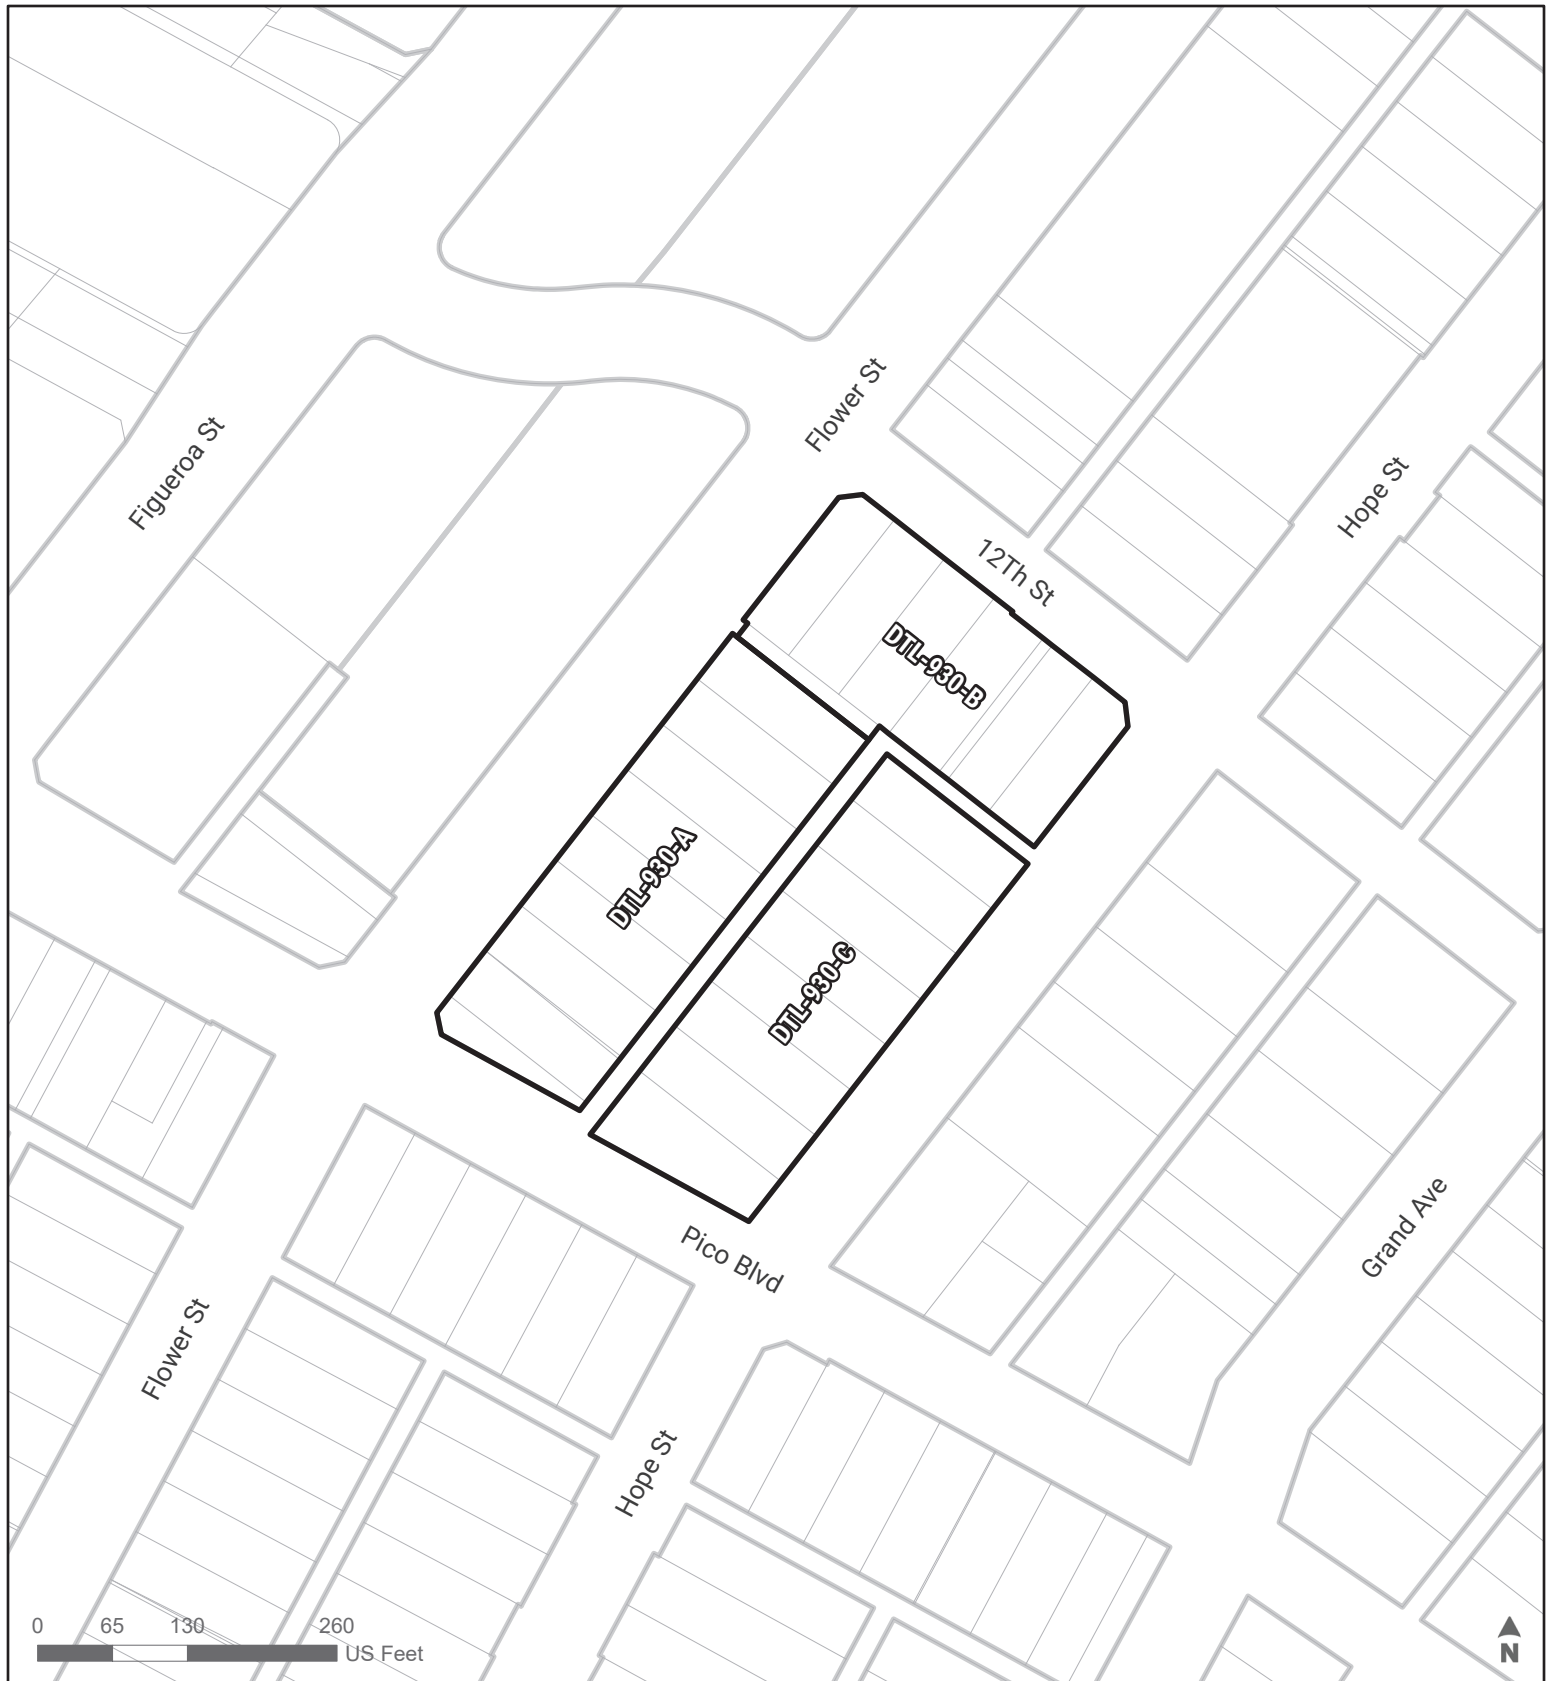 Flower St
Figueroa St
Hope St
12Th St
DTL-930-B
DTL-930-A
DTL-930-C
Grand Ave
Pico Blvd
Flower St
Hope St
0 65 130 260
US Feet
N